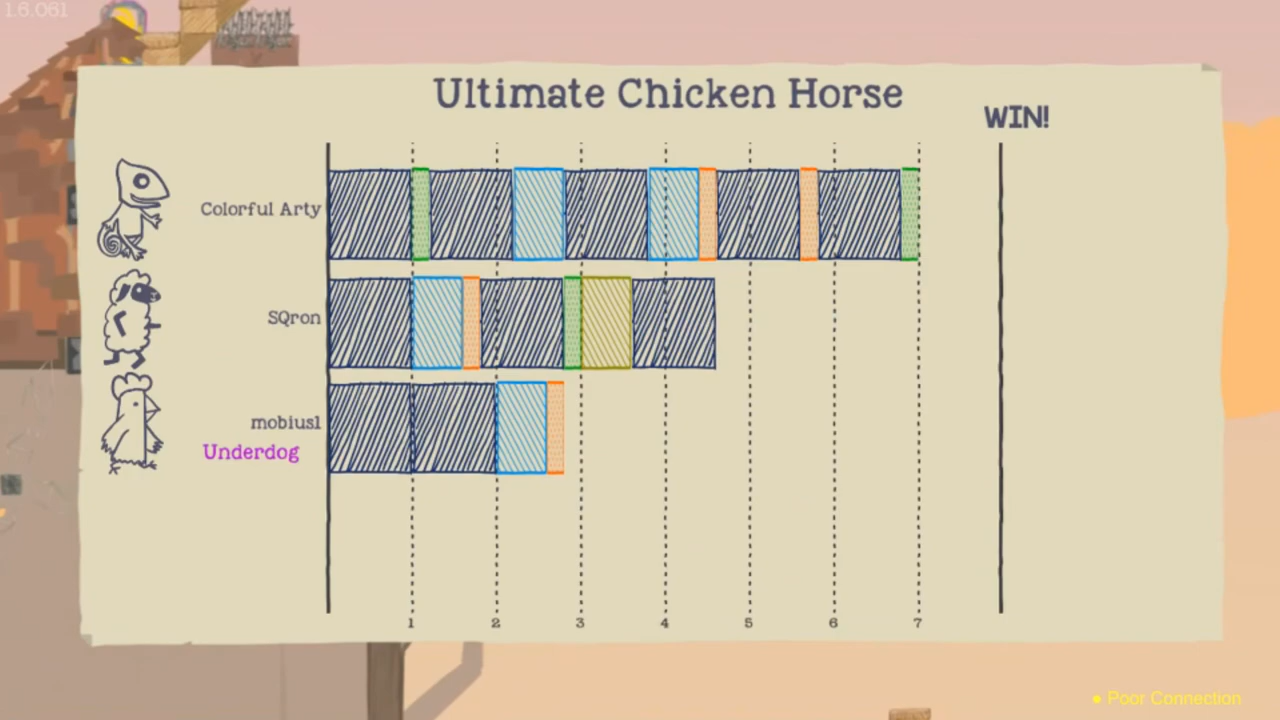 1.6.061
Ultimate Chicken Horse
WIN!
Colorful Arty
SQron
mobius1
Underdog
1 2 3 4 5 6 7
• Poor Connection